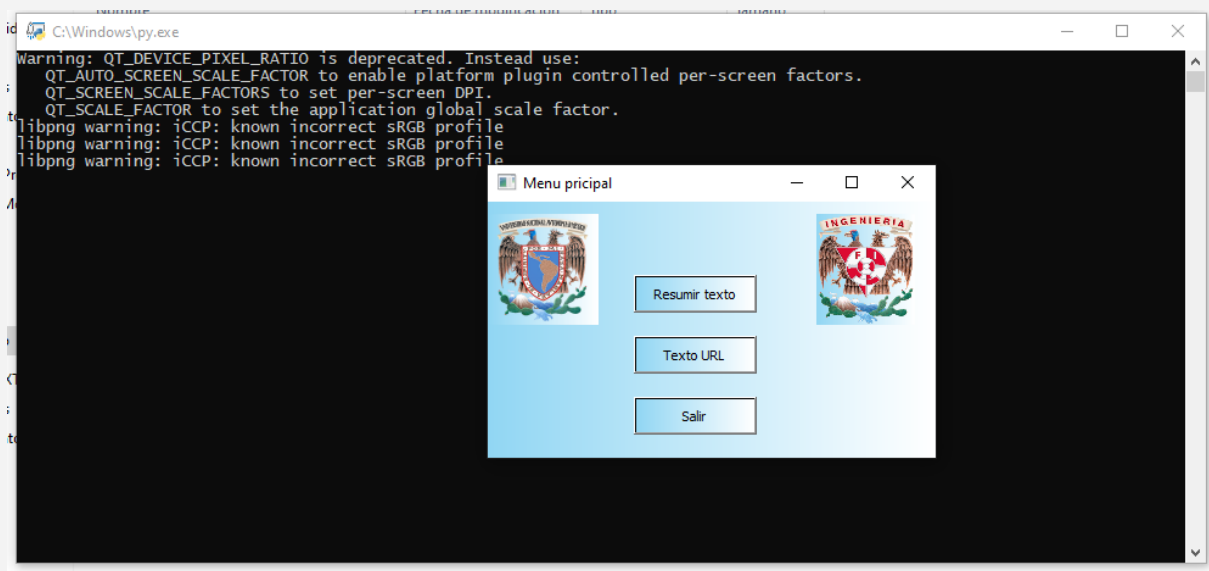 Nombre
C:\Windows\py.exe
Warning: QT_DEVICE_PIXEL_RATIO is deprecated. Instead use:
QT_AUTO_SCREEN_SCALE_FACTOR to enable platform plugin controlled per-screen factors.
QT_SCREEN_SCALE_FACTORS to set per-screen DPI.
QT_SCALE_FACTOR to set the application global scale factor.
libpng warning: iCCP: known incorrect sRGB profile
libpng warning: iCCP: known incorrect sRGB profile
libpng warning: iCCP: known incorrect sRGB profile
Menu pricipal
INGENIERIA
Resumir texto
Texto URL
Salir